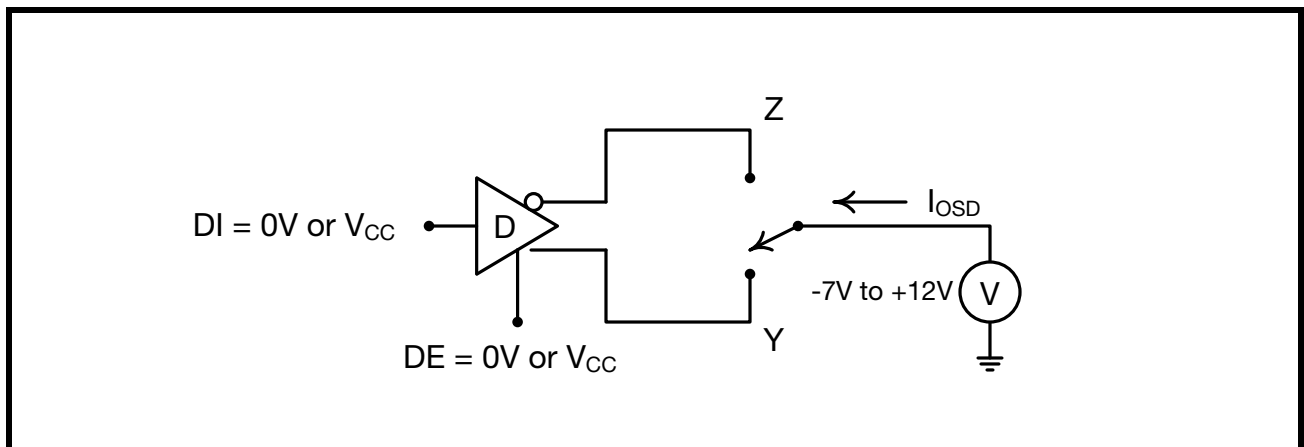 Z
I_OSD
DI = 0V or V_CC
D
-7V to +12V
V
Y
DE = 0V or V_CC